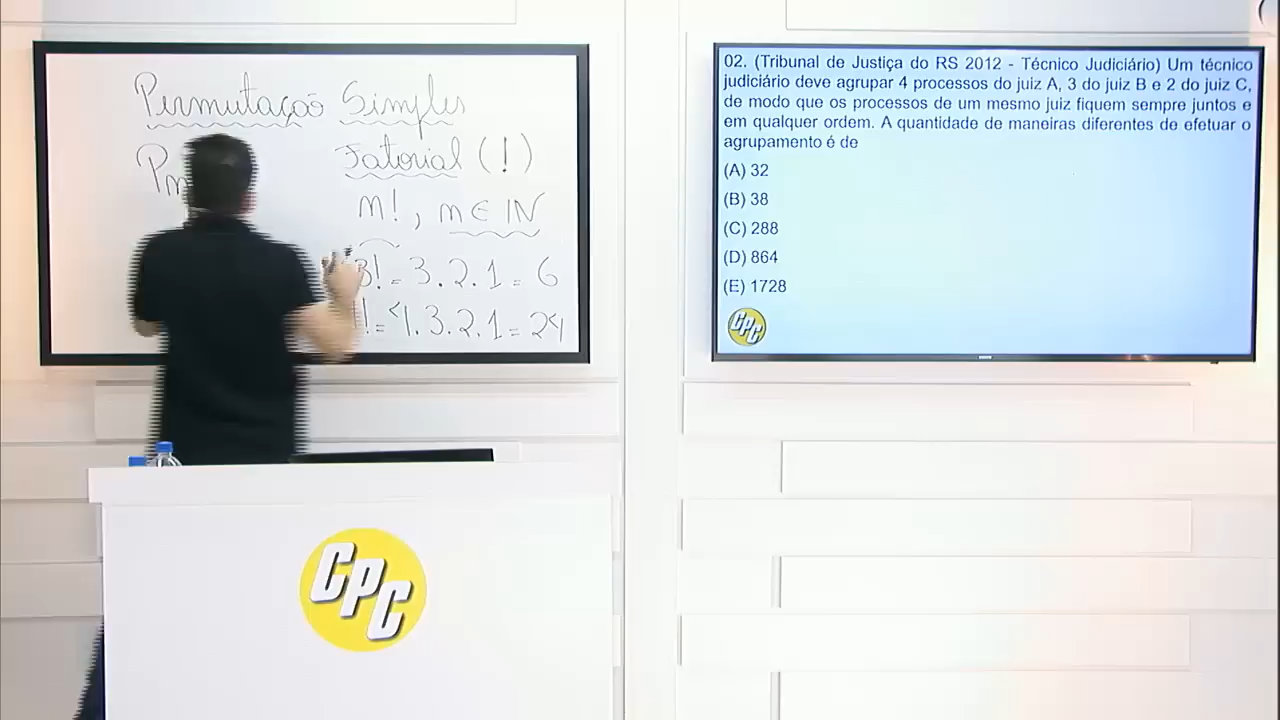 Permutação Simples
Fatorial (!)
m!, m ∈ IN
3! = 3.2.1 = 6
! = 4.3.2.1 = 24
02. (Tribunal de Justiça do RS 2012 - Técnico Judiciário) Um técnico
judiciário deve agrupar 4 processos do juiz A, 3 do juiz B e 2 do juiz C,
de modo que os processos de um mesmo juiz fiquem sempre juntos e
em qualquer ordem. A quantidade de maneiras diferentes de efetuar o
agrupamento é de
(A) 32
(B) 38
(C) 288
(D) 864
(E) 1728
CPC
CPC